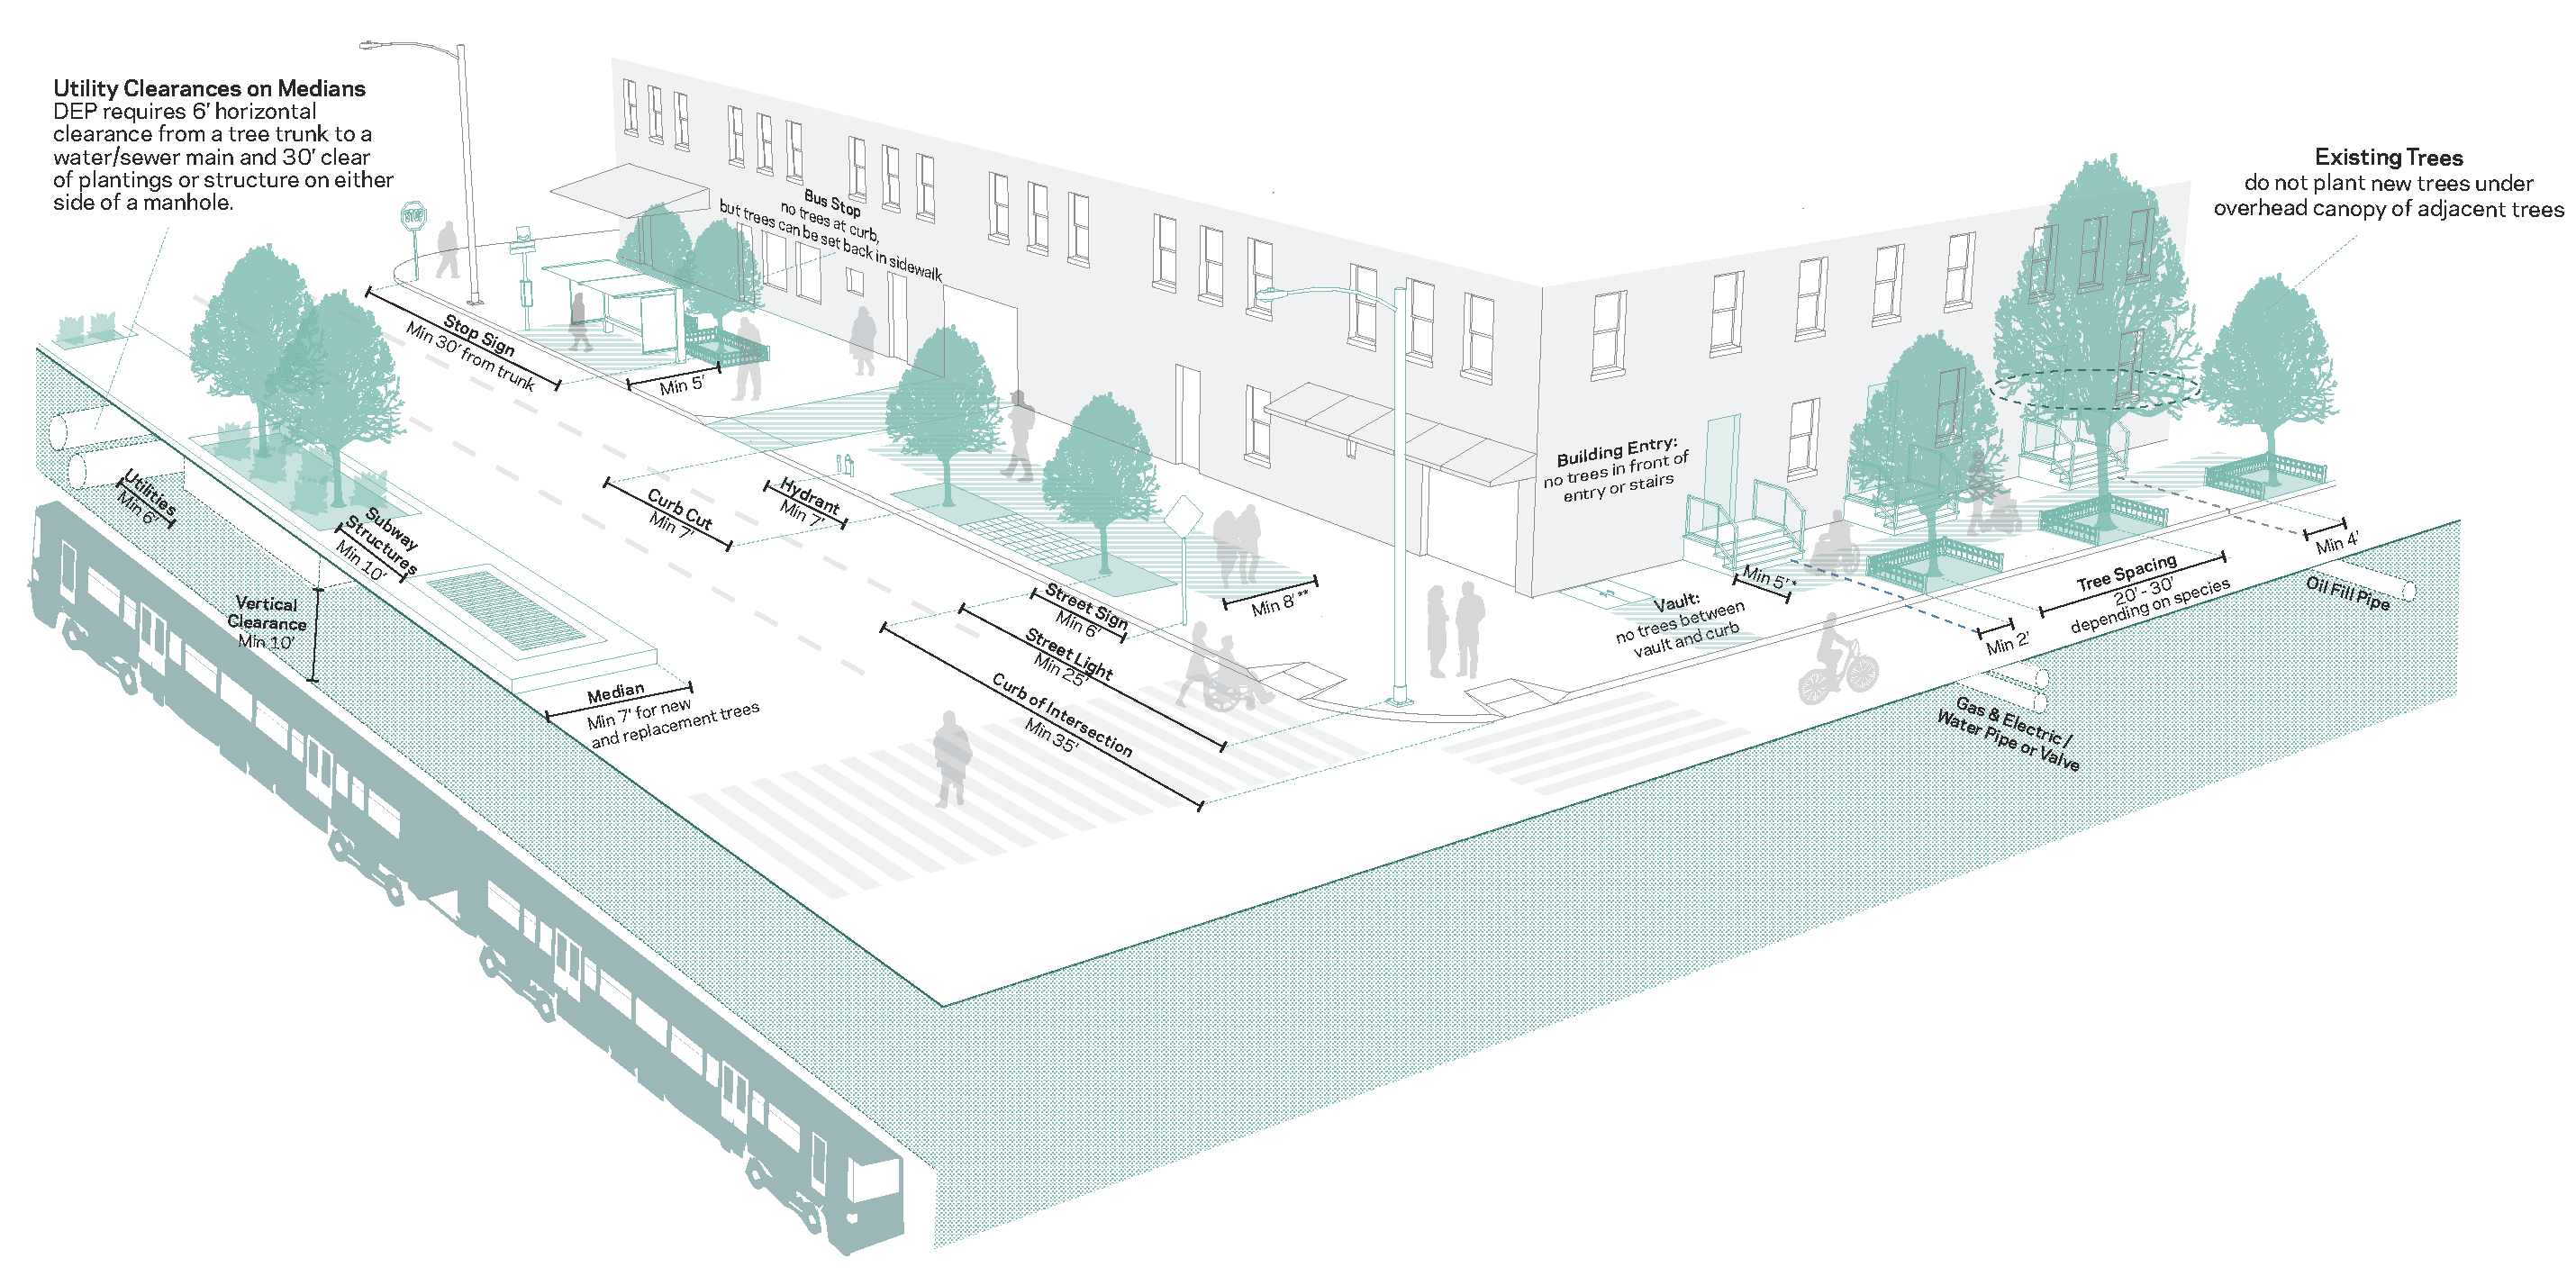 Utility Clearances on Medians
DEP requires 6' horizontal
clearance from a tree trunk to a
water/sewer main and 30' clear
of plantings or structure on either
side of a manhole.
Existing Trees
do not plant new trees under
overhead canopy of adjacent trees
STOP
Bus Stop
no trees at curb,
but trees can be set back in sidewalk
Stop Sign
Min 30' from trunk
Min 5'
Utilities
Min 6'
Subway
Structures
Min 10'
Vertical
Clearance
Min 10'
Median
Min 7' for new
and replacement trees
Curb Cut
Min 7'
Hydrant
Min 7'
Street Sign
Min 6'
Street Light
Min 25'
Curb of Intersection
Min 35'
Min 8' **
Building Entry:
no trees in front of
entry or stairs
Vault:
no trees between
vault and curb
Min 5' *
Min 2'
Tree Spacing
20' - 30'
depending on species
Min 4'
Oil Fill Pipe
Gas & Electric /
Water Pipe or Valve